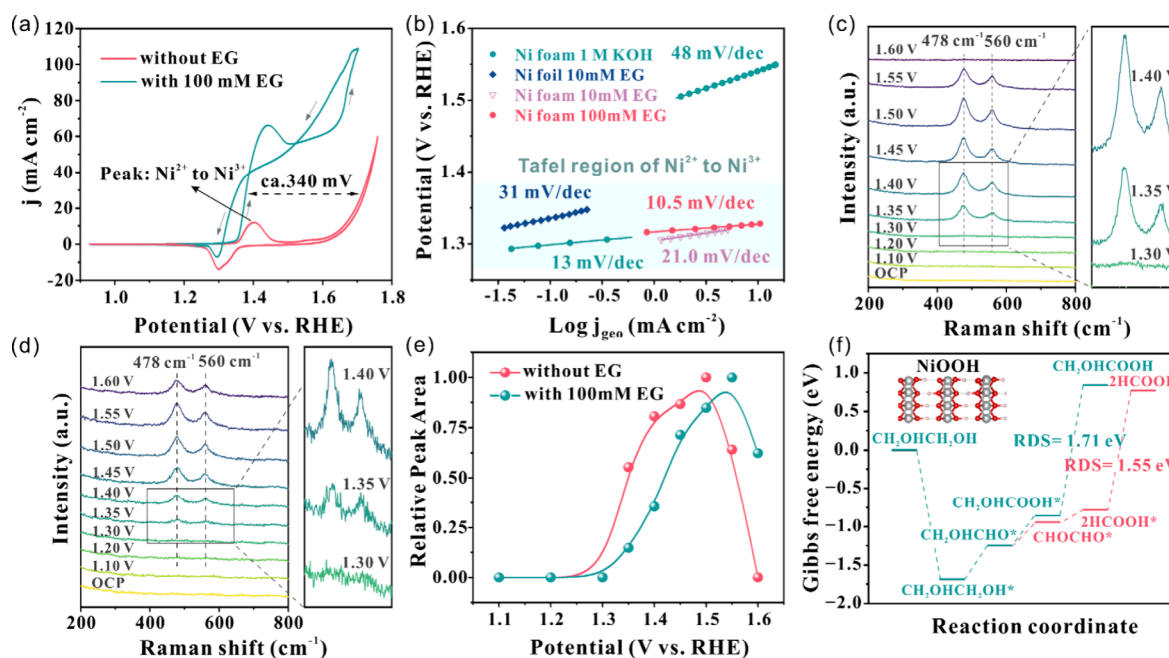 (a)
j (mA cm⁻²)
110
100
80
60
40
20
0
−20
without EG
with 100 mM EG
Peak: Ni²⁺ to Ni³⁺
ca.340 mV
1.0
1.2
1.4
1.6
1.8
Potential (V vs. RHE)
(b)
Potential (V vs. RHE)
1.6
1.5
1.4
1.3
Ni foam 1 M KOH
48 mV/dec
Ni foil 10mM EG
Ni foam 10mM EG
Ni foam 100mM EG
Tafel region of Ni²⁺ to Ni³⁺
31 mV/dec
10.5 mV/dec
13 mV/dec
21.0 mV/dec
-1.5
-1.0
-0.5
0.0
0.5
1.0
Log j geo (mA cm⁻²)
(c)
Intensity (a.u.)
478 cm⁻¹
560 cm⁻¹
1.60 V
1.55 V
1.50 V
1.45 V
1.40 V
1.35 V
1.30 V
1.20 V
1.10 V
OCP
200
400
600
800
Raman shift (cm⁻¹)
1.40 V
1.35 V
1.30 V
(d)
Intensity (a.u.)
478 cm⁻¹
560 cm⁻¹
1.60 V
1.55 V
1.50 V
1.45 V
1.40 V
1.35 V
1.30 V
1.20 V
1.10 V
OCP
200
400
600
800
Raman shift (cm⁻¹)
1.40 V
1.35 V
1.30 V
(e)
Relative Peak Area
1.00
0.75
0.50
0.25
0.00
without EG
with 100mM EG
1.1
1.2
1.3
1.4
1.5
1.6
Potential (V vs. RHE)
(f)
Gibbs free energy (eV)
1.0
0.5
0.0
−0.5
−1.0
−1.5
−2.0
NiOOH
CH₂OHCOOH
2HCOOH
CH₂OHCH₂OH
RDS= 1.71 eV
RDS= 1.55 eV
CH₂OHCOOH*
CH₂OHCHO*
2HCOOH*
CHOCHO*
CH₂OHCH₂OH*
Reaction coordinate